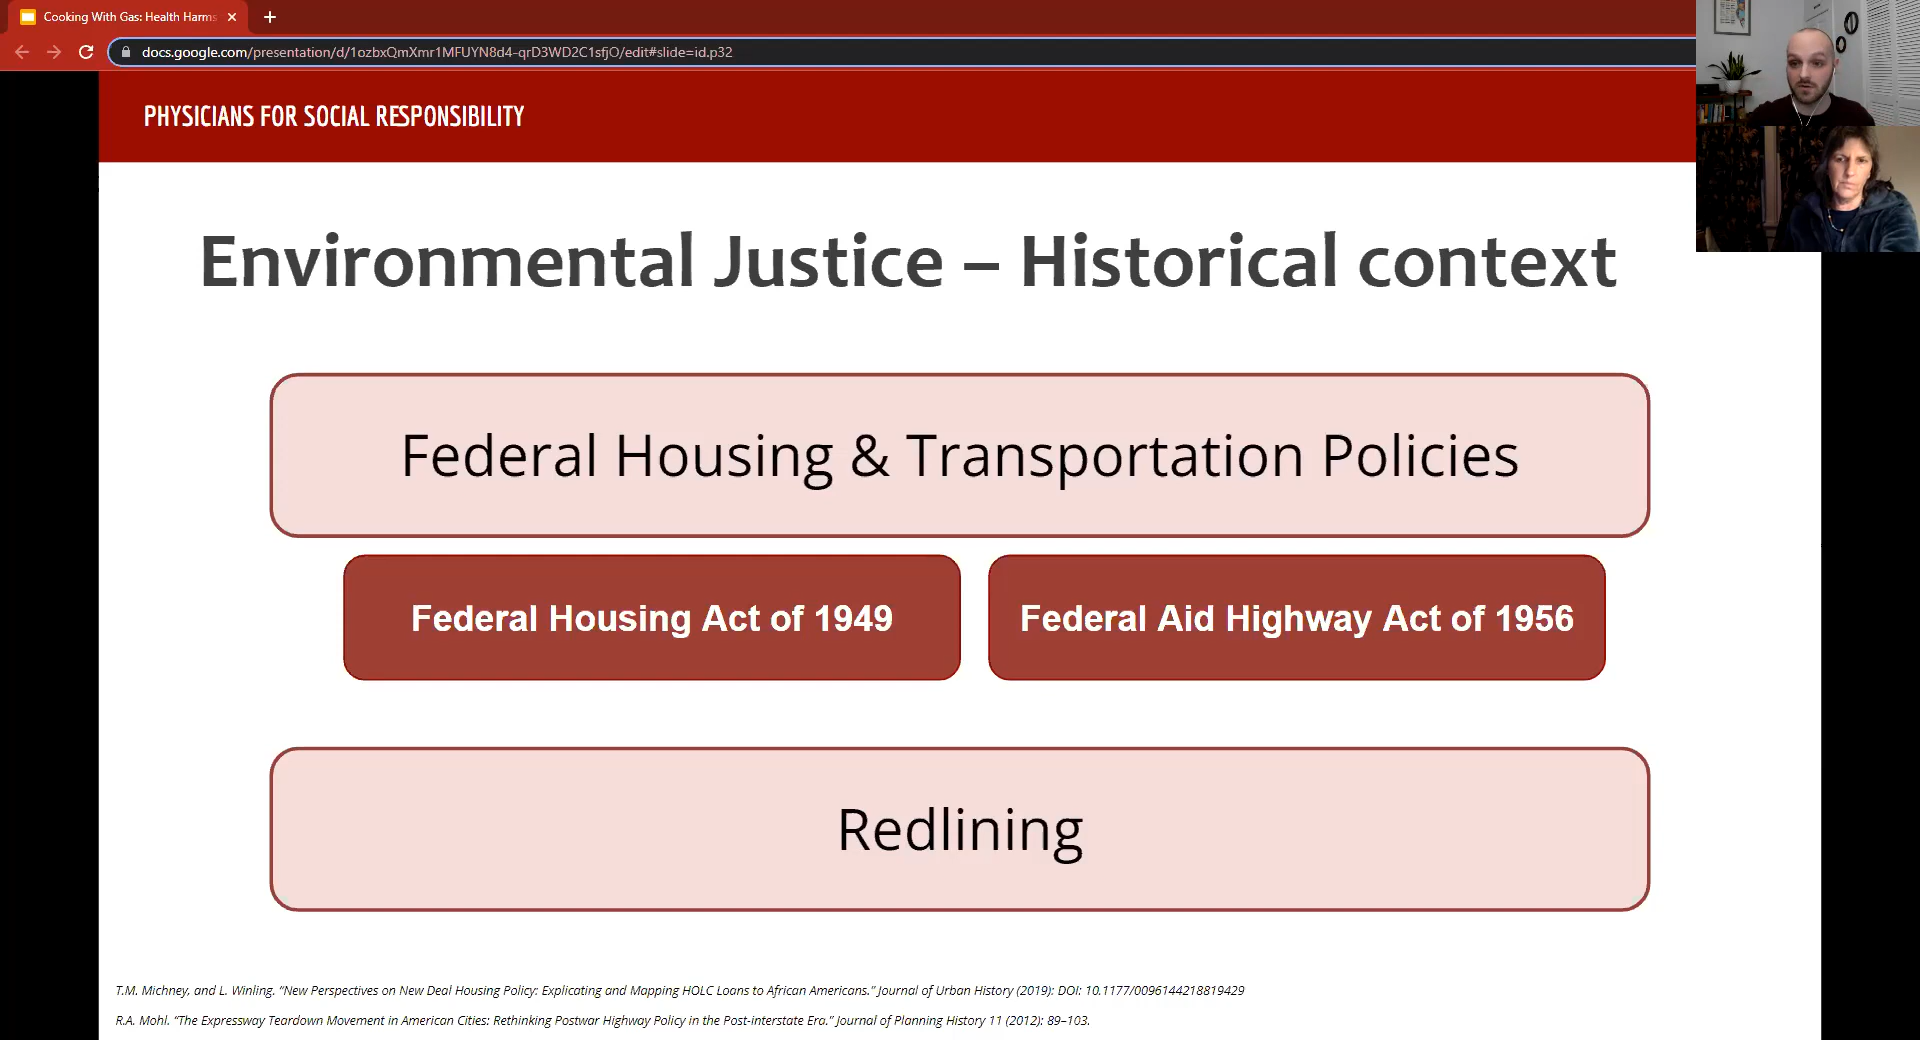 Cooking With Gas: Health Harms
docs.google.com/presentation/d/1ozbxQmXmr1MFUYN8d4-qrD3WD2C1sfjO/edit#slide=id.p32
PHYSICIANS FOR SOCIAL RESPONSIBILITY
Environmental Justice – Historical context
Federal Housing & Transportation Policies
Federal Housing Act of 1949
Federal Aid Highway Act of 1956
Redlining
T.M. Michney, and L. Winling. “New Perspectives on New Deal Housing Policy: Explicating and Mapping HOLC Loans to African Americans.” Journal of Urban History (2019): DOI: 10.1177/0096144218819429
R.A. Mohl. “The Expressway Teardown Movement in American Cities: Rethinking Postwar Highway Policy in the Post-interstate Era.” Journal of Planning History 11 (2012): 89–103.